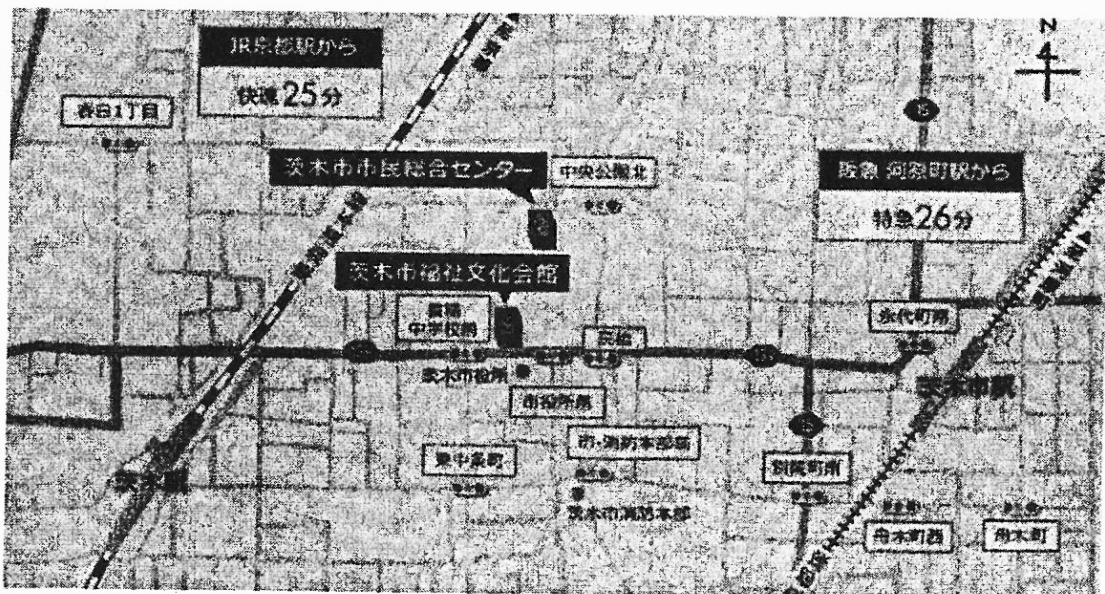 JR京都駅から
快速25分
春日1丁目
茨木市市民総合センター
中央公園北
阪急 河原町駅から
特急26分
茨木市福祉文化会館
養精
中学校前
永代町南
茨木市役所
市役所前
茨木市駅
東中条町
市・消防本部前
別院町南
茨木駅
茨木市消防本部
舟木町西
舟木町
N